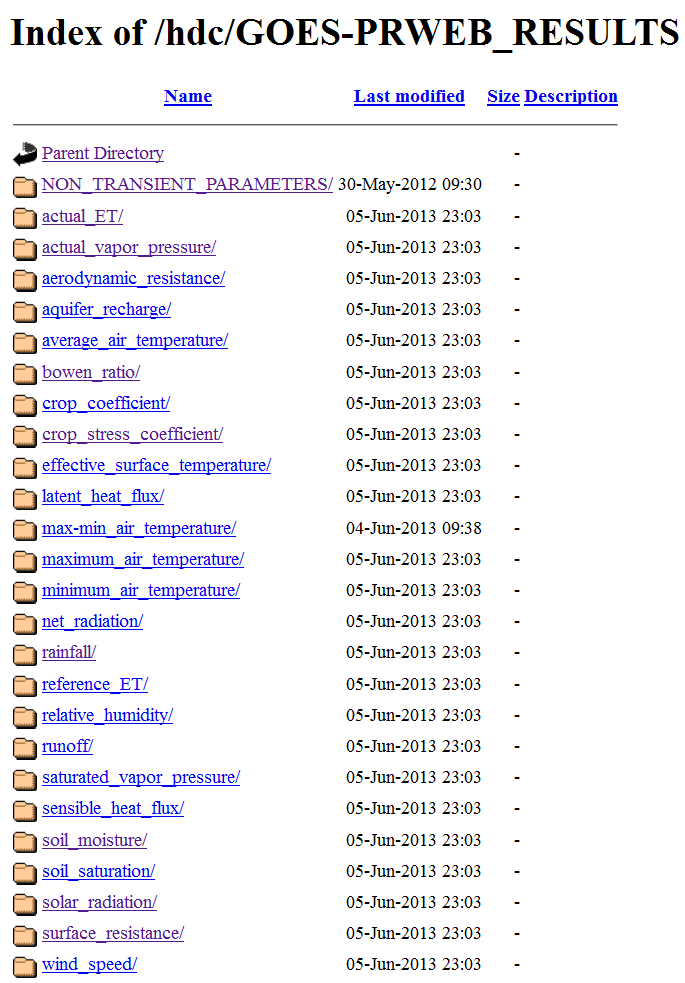 Index of /hdc/GOES-PRWEB_RESULTS
Name Last modified Size Description
Parent Directory -
NON_TRANSIENT_PARAMETERS/ 30-May-2012 09:30 -
actual_ET/ 05-Jun-2013 23:03 -
actual_vapor_pressure/ 05-Jun-2013 23:03 -
aerodynamic_resistance/ 05-Jun-2013 23:03 -
aquifer_recharge/ 05-Jun-2013 23:03 -
average_air_temperature/ 05-Jun-2013 23:03 -
bowen_ratio/ 05-Jun-2013 23:03 -
crop_coefficient/ 05-Jun-2013 23:03 -
crop_stress_coefficient/ 05-Jun-2013 23:03 -
effective_surface_temperature/ 05-Jun-2013 23:03 -
latent_heat_flux/ 05-Jun-2013 23:03 -
max-min_air_temperature/ 04-Jun-2013 09:38 -
maximum_air_temperature/ 05-Jun-2013 23:03 -
minimum_air_temperature/ 05-Jun-2013 23:03 -
net_radiation/ 05-Jun-2013 23:03 -
rainfall/ 05-Jun-2013 23:03 -
reference_ET/ 05-Jun-2013 23:03 -
relative_humidity/ 05-Jun-2013 23:03 -
runoff/ 05-Jun-2013 23:03 -
saturated_vapor_pressure/ 05-Jun-2013 23:03 -
sensible_heat_flux/ 05-Jun-2013 23:03 -
soil_moisture/ 05-Jun-2013 23:03 -
soil_saturation/ 05-Jun-2013 23:03 -
solar_radiation/ 05-Jun-2013 23:03 -
surface_resistance/ 05-Jun-2013 23:03 -
wind_speed/ 05-Jun-2013 23:03 -